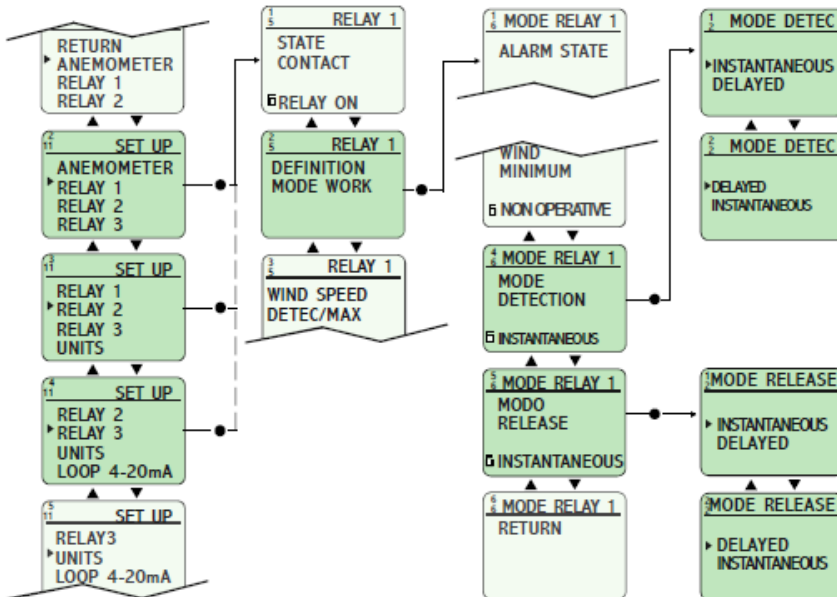 RETURN
ANEMOMETER
RELAY 1
RELAY 2
2/11 SET UP
ANEMOMETER
RELAY 1
RELAY 2
RELAY 3
3/11 SET UP
RELAY 1
RELAY 2
RELAY 3
UNITS
4/11 SET UP
RELAY 2
RELAY 3
UNITS
LOOP 4-20mA
5/11 SET UP
RELAY3
UNITS
LOOP 4-20mA
1/5 RELAY 1
STATE
CONTACT
RELAY ON
2/5 RELAY 1
DEFINITION
MODE WORK
3/5 RELAY 1
WIND SPEED
DETEC/MAX
1/6 MODE RELAY 1
ALARM STATE
WIND
MINIMUM
NON OPERATIVE
4/6 MODE RELAY 1
MODE
DETECTION
INSTANTANEOUS
5/6 MODE RELAY 1
MODO
RELEASE
INSTANTANEOUS
6/6 MODE RELAY 1
RETURN
1/2 MODE DETEC
INSTANTANEOUS
DELAYED
2/2 MODE DETEC
DELAYED
INSTANTANEOUS
1/2 MODE RELEASE
INSTANTANEOUS
DELAYED
2/2 MODE RELEASE
DELAYED
INSTANTANEOUS